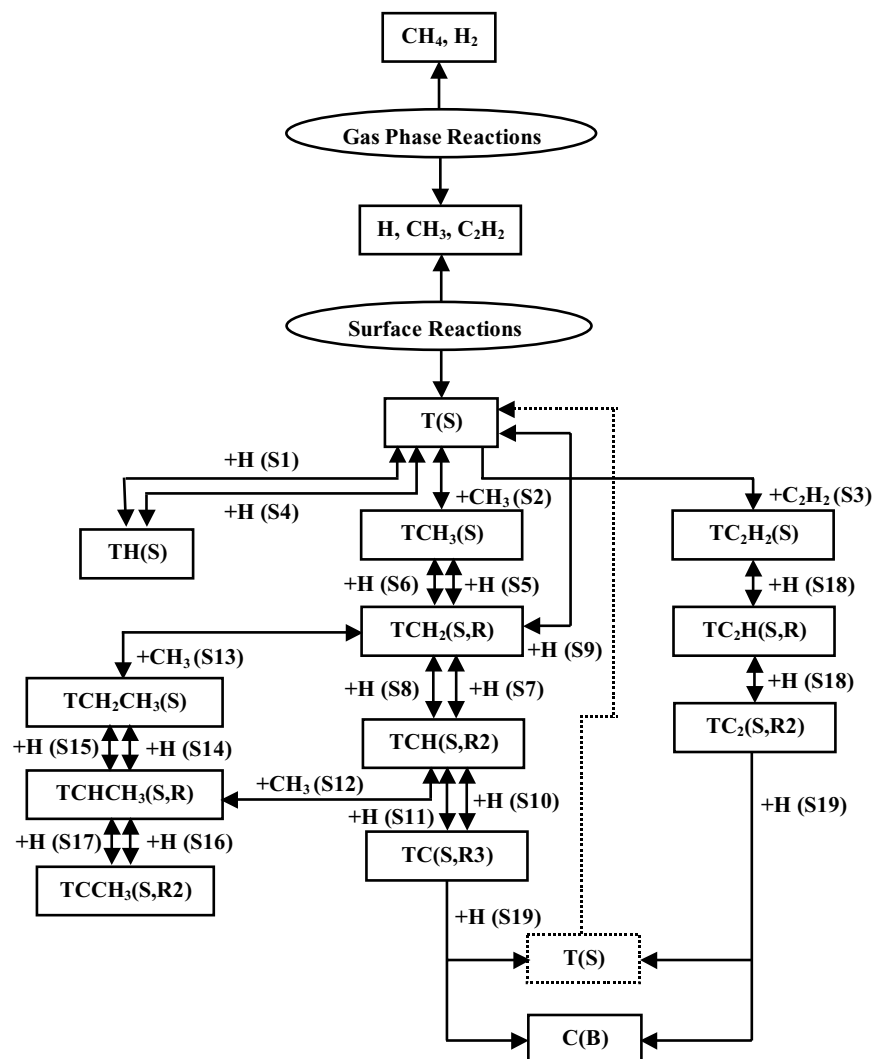 CH₄, H₂
Gas Phase Reactions
H, CH₃, C₂H₂
Surface Reactions
T(S)
+H (S1)
+H (S4)
+CH₃ (S2)
+C₂H₂ (S3)
TH(S)
TCH₃(S)
TC₂H₂(S)
+H (S6)
+H (S5)
+H (S18)
TCH₂(S,R)
TC₂H(S,R)
+H (S9)
+CH₃ (S13)
+H (S8)
+H (S7)
+H (S18)
TCH₂CH₃(S)
TCH(S,R2)
TC₂(S,R2)
+H (S15)
+H (S14)
+CH₃ (S12)
+H (S10)
+H (S11)
+H (S19)
TCHCH₃(S,R)
TC(S,R3)
+H (S17)
+H (S16)
TCCH₃(S,R2)
+H (S19)
T(S)
C(B)